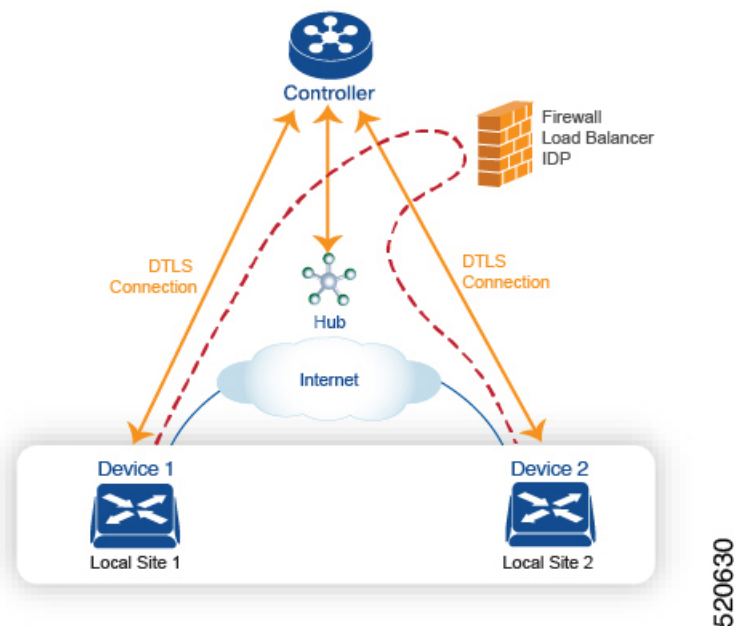 Controller
Firewall
Load Balancer
IDP
DTLS
Connection
DTLS
Connection
Hub
Internet
Device 1
Device 2
Local Site 1
Local Site 2
520630